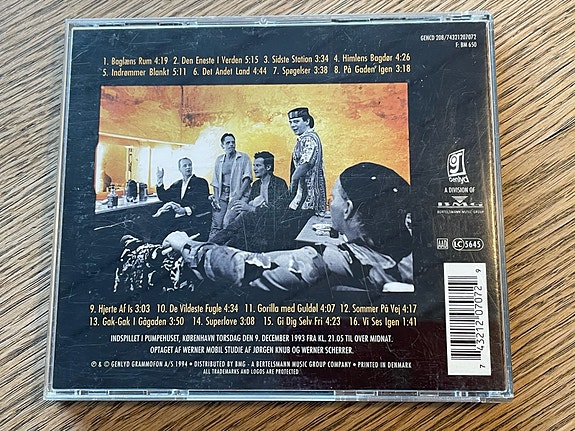 GENCD 208/74321207072
F: BM 650
1. Baglæns Rum 4:19 2. Den Eneste I Verden 5:15 3. Sidste Station 3:34 4. Himlens Bagdør 4:26
5. Indrømmer Blankt 5:11 6. Det Andet Land 4:44 7. Spøgelser 3:38 8. På Gaden' Igen 3:18
g
genlyd
A DIVISION OF
BMG
BERTELSMANN MUSIC GROUP
AAD LC 5645
9. Hjerte Af Is 3:03 10. De Vildeste Fugle 4:34 11. Gorilla med Guldøl 4:07 12. Sommer På Vej 4:17
13. Gak-Gak I Gågaden 3:50 14. Superlove 3:08 15. Gi Dig Selv Fri 4:23 16. Vi Ses Igen 1:41
INDSPILLET I PUMPEHUSET, KØBENHAVN TORSDAG DEN 9. DECEMBER 1993 FRA KL. 21.05 TIL OVER MIDNAT.
OPTAGET AF WERNER MOBIL STUDIE AF JØRGEN KNUB OG WERNER SCHERRER.
℗ & © GENLYD GRAMMOFON A/S 1994 • DISTRIBUTED BY BMG - A BERTELSMANN MUSIC GROUP COMPANY • PRINTED IN DENMARK
ALL TRADEMARKS AND LOGOS ARE PROTECTED
7 43212 07072 9